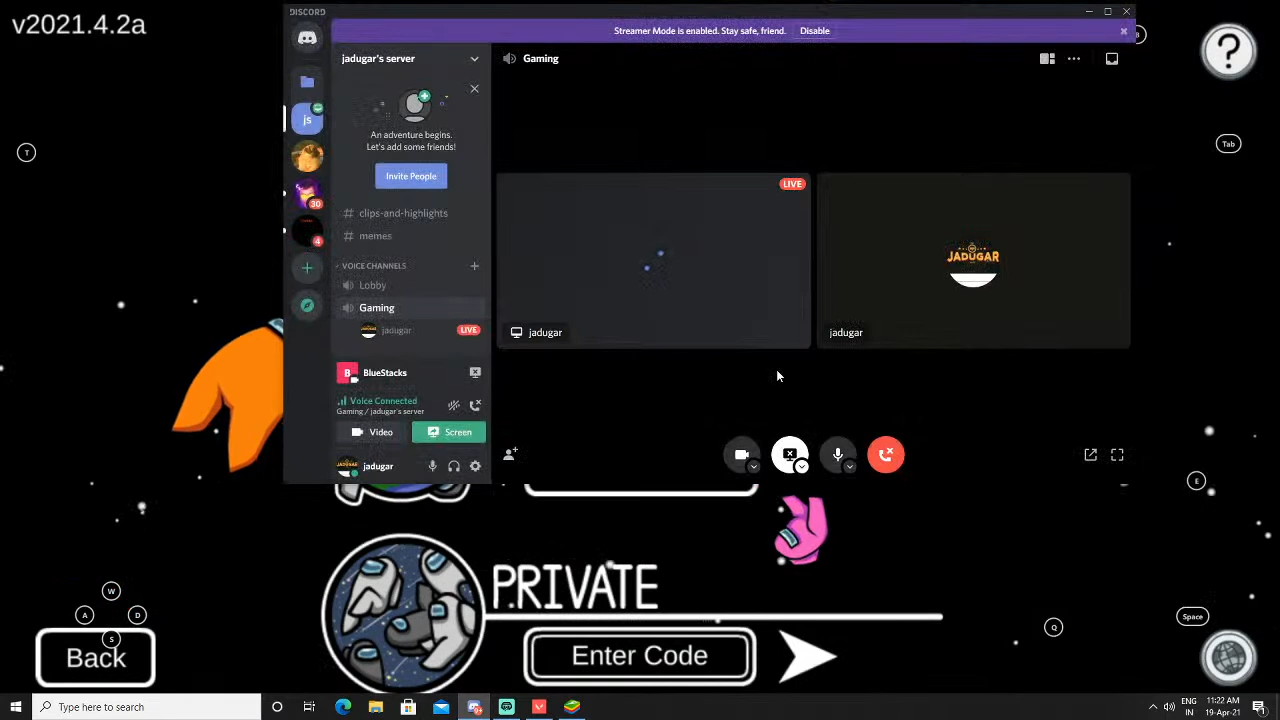 v2021.4.2a
DISCORD
Streamer Mode is enabled. Stay safe, friend. Disable
jadugar's server
Gaming
An adventure begins.
Let's add some friends!
Invite People
js
30
4
# clips-and-highlights
# memes
VOICE CHANNELS
Lobby
Gaming
jadugar LIVE
BlueStacks
Voice Connected
Gaming / jadugar's server
Video
Screen
jadugar
LIVE
jadugar
JADUGAR
jadugar
T
Tab
E
W
A
D
S
Q
Space
?
PRIVATE
Enter Code
Back
Type here to search
ENG
IN
11:22 AM
19-Apr-21